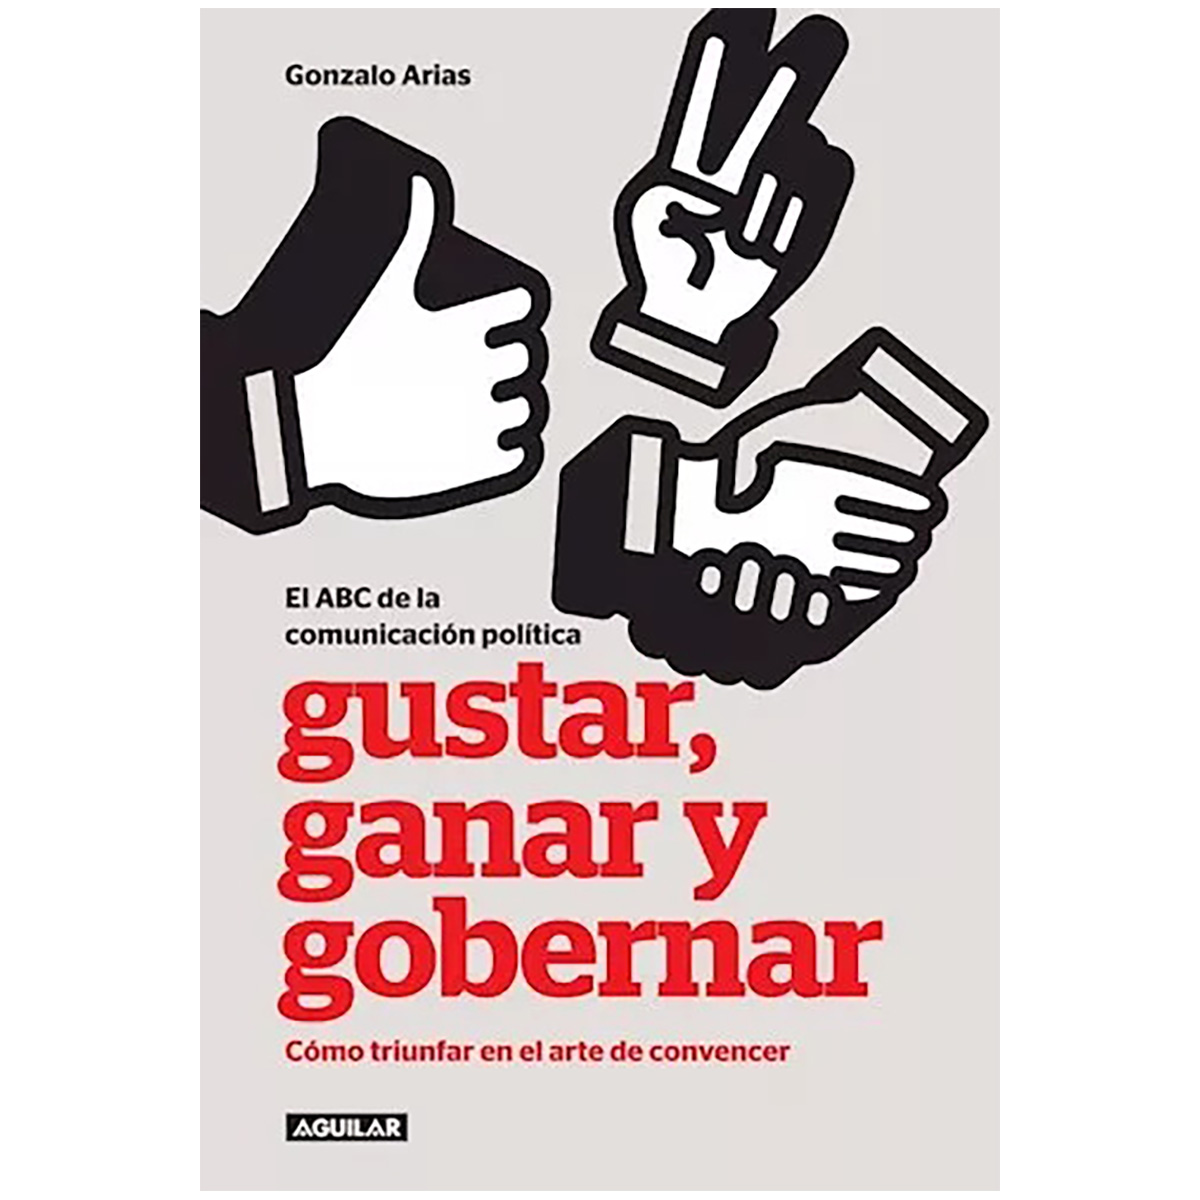 Gonzalo Arias
El ABC de la
comunicación política
gustar,
ganar y
gobernar
Cómo triunfar en el arte de convencer
AGUILAR